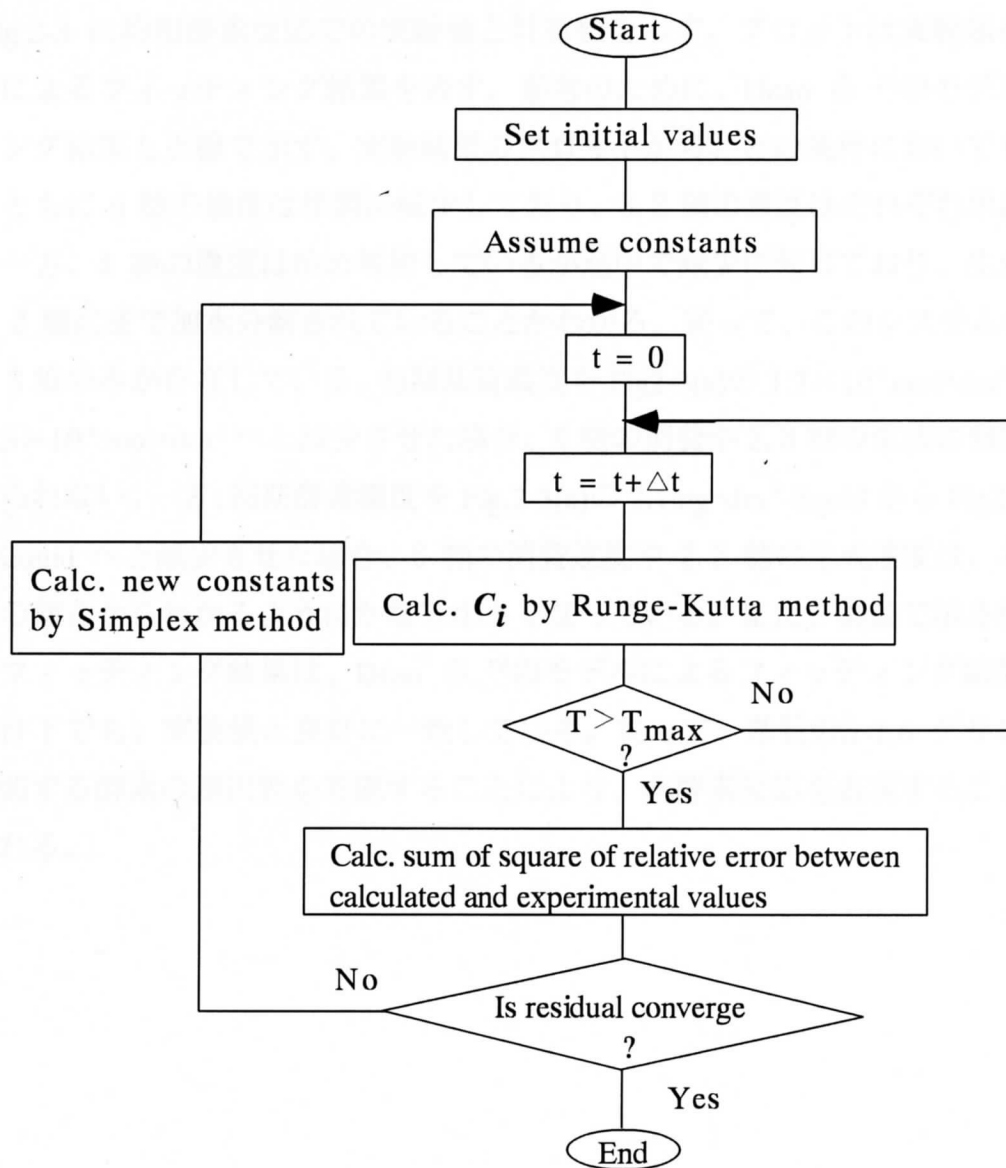 Start
Set initial values
Assume constants
t = 0
t = t+△t
Calc. new constants
by Simplex method
Calc. C_i by Runge-Kutta method
No
T > T_max
?
Yes
Calc. sum of square of relative error between
calculated and experimental values
No
Is residual converge
?
Yes
End